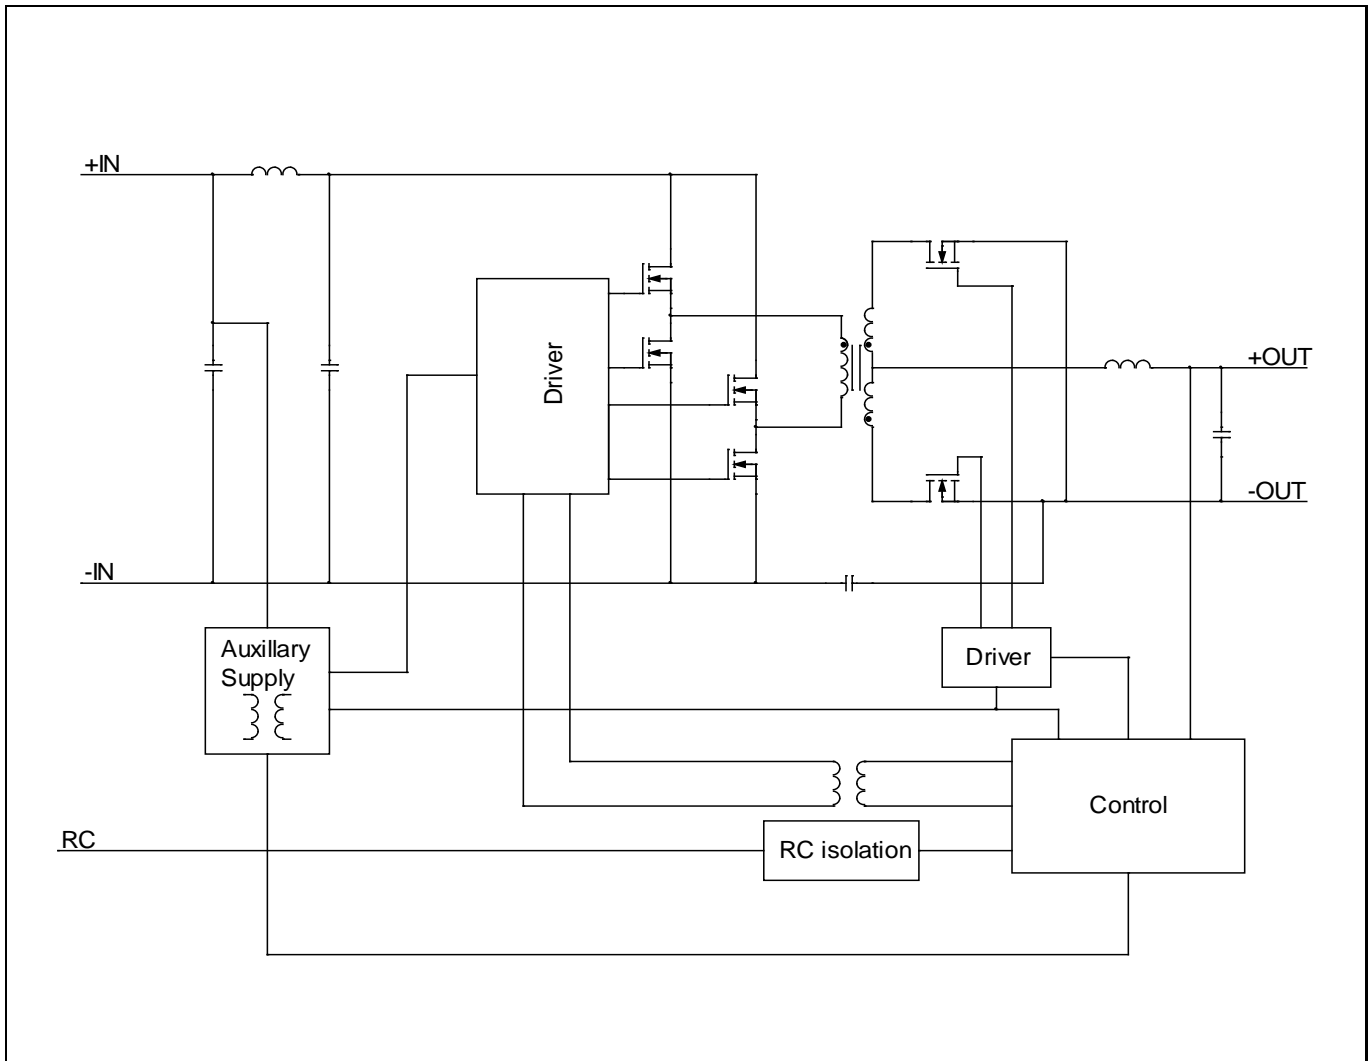 +IN
+OUT
Driver
-OUT
-IN
Auxillary
Supply
Driver
Control
RC
RC isolation